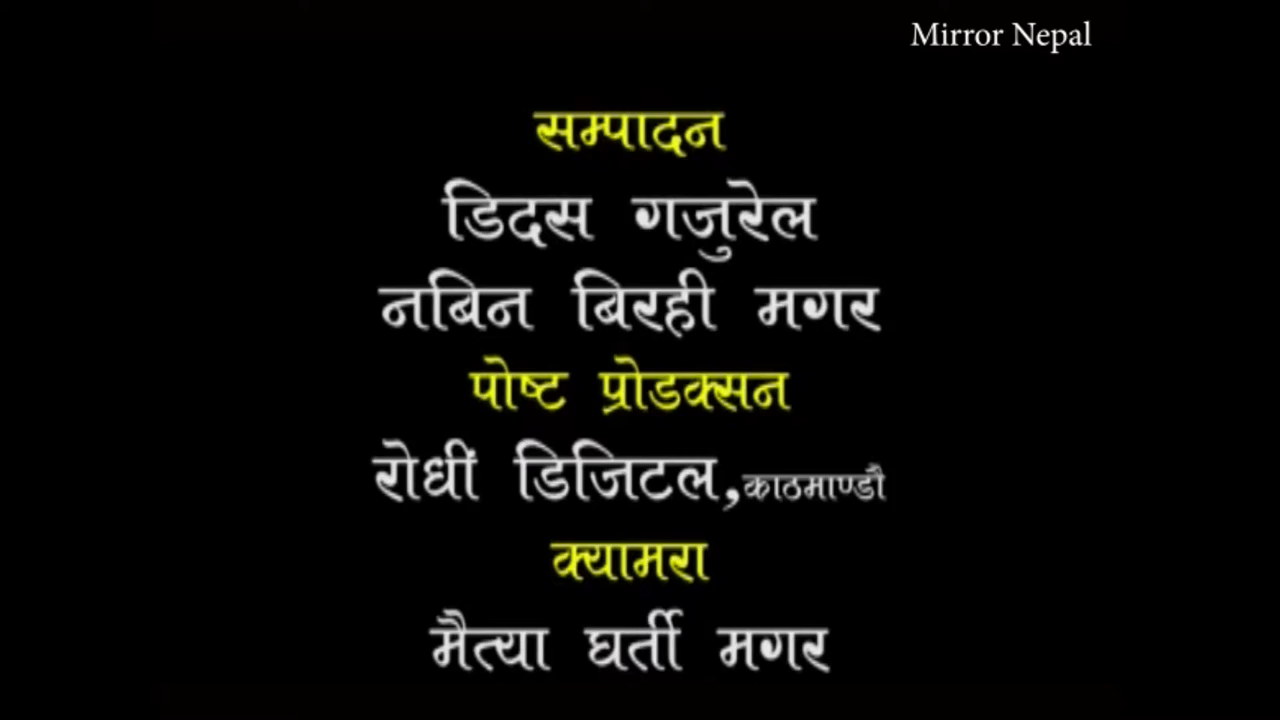 Mirror Nepal
सम्पादन
डिदस गजुरेल
नबिन बिरही मगर
पोष्ट प्रोडक्सन
रोधीं डिजिटल,काठमाण्डौ
क्यामरा
मैत्या घर्ती मगर